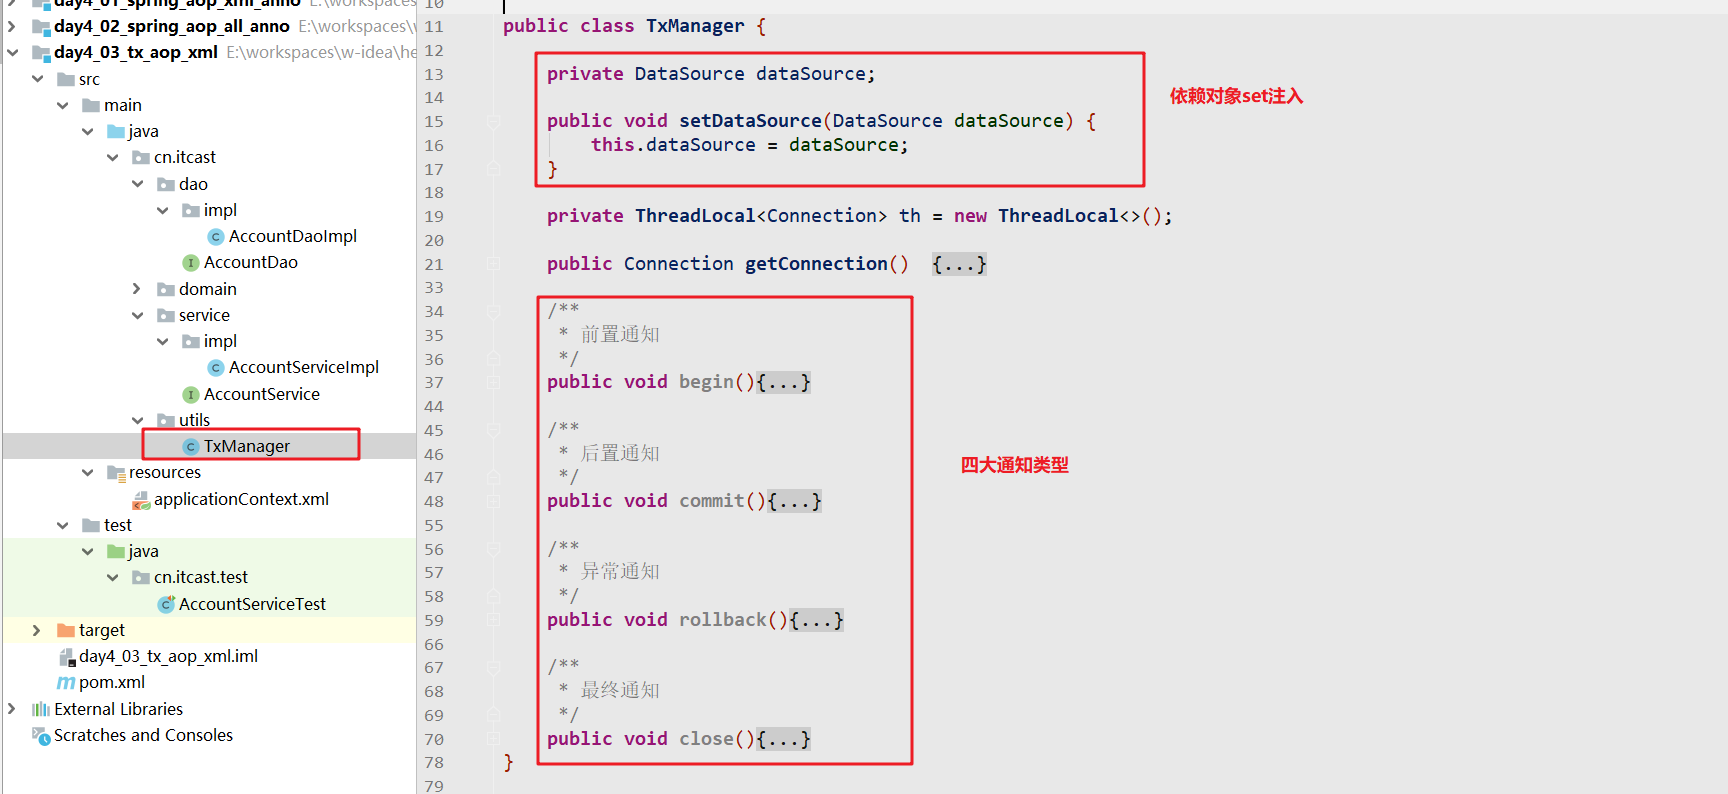 day4_01_spring_aop_xml_anno E:\workspaces
day4_02_spring_aop_all_anno E:\workspaces\
day4_03_tx_aop_xml E:\workspaces\w-idea\he
src
main
java
cn.itcast
dao
impl
AccountDaoImpl
AccountDao
domain
service
impl
AccountServiceImpl
AccountService
utils
TxManager
resources
applicationContext.xml
test
java
cn.itcast.test
AccountServiceTest
target
day4_03_tx_aop_xml.iml
pom.xml
External Libraries
Scratches and Consoles
10
11 public class TxManager {
12
13 private DataSource dataSource;
14
15 public void setDataSource(DataSource dataSource) {
16 this.dataSource = dataSource;
17 }
18
19 private ThreadLocal<Connection> th = new ThreadLocal<>();
20
21 public Connection getConnection() {...}
33
34 /**
35 * 前置通知
36 */
37 public void begin(){...}
44
45 /**
46 * 后置通知
47 */
48 public void commit(){...}
55
56 /**
57 * 异常通知
58 */
59 public void rollback(){...}
66
67 /**
68 * 最终通知
69 */
70 public void close(){...}
78 }
79
依赖对象set注入
四大通知类型